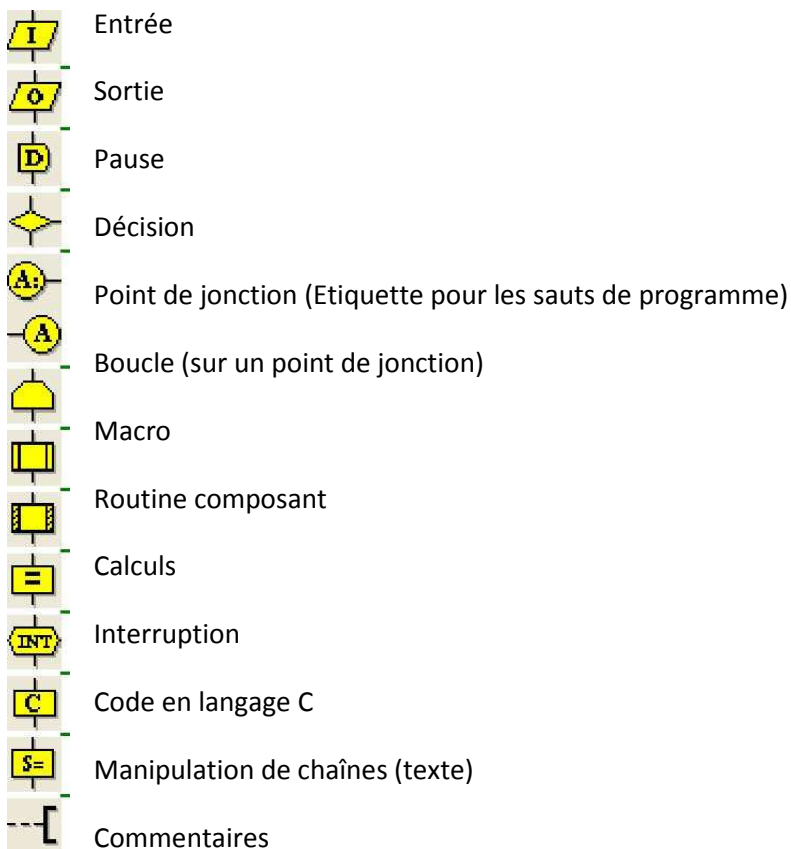 I Entrée
O Sortie
D Pause
Décision
A: Point de jonction (Etiquette pour les sauts de programme)
A
Boucle (sur un point de jonction)
Macro
Routine composant
= Calculs
INT Interruption
C Code en langage C
S= Manipulation de chaînes (texte)
Commentaires